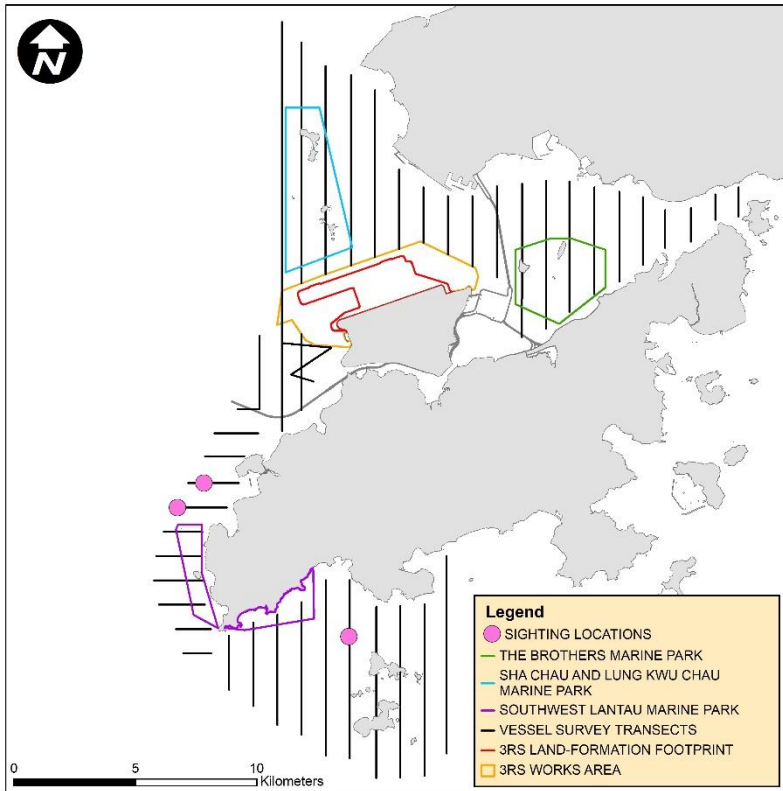 N
Legend
SIGHTING LOCATIONS
THE BROTHERS MARINE PARK
SHA CHAU AND LUNG KWU CHAU
MARINE PARK
SOUTHWEST LANTAU MARINE PARK
VESSEL SURVEY TRANSECTS
3RS LAND-FORMATION FOOTPRINT
3RS WORKS AREA
0 5 10
Kilometers